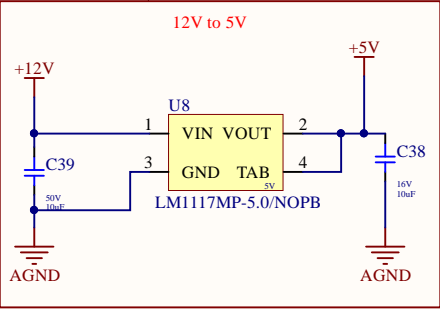 12V to 5V
+12V
+5V
U8
1
VIN VOUT
2
C39
50V
10uF
3
GND TAB
4
5V
LM1117MP-5.0/NOPB
C38
16V
10uF
AGND
AGND